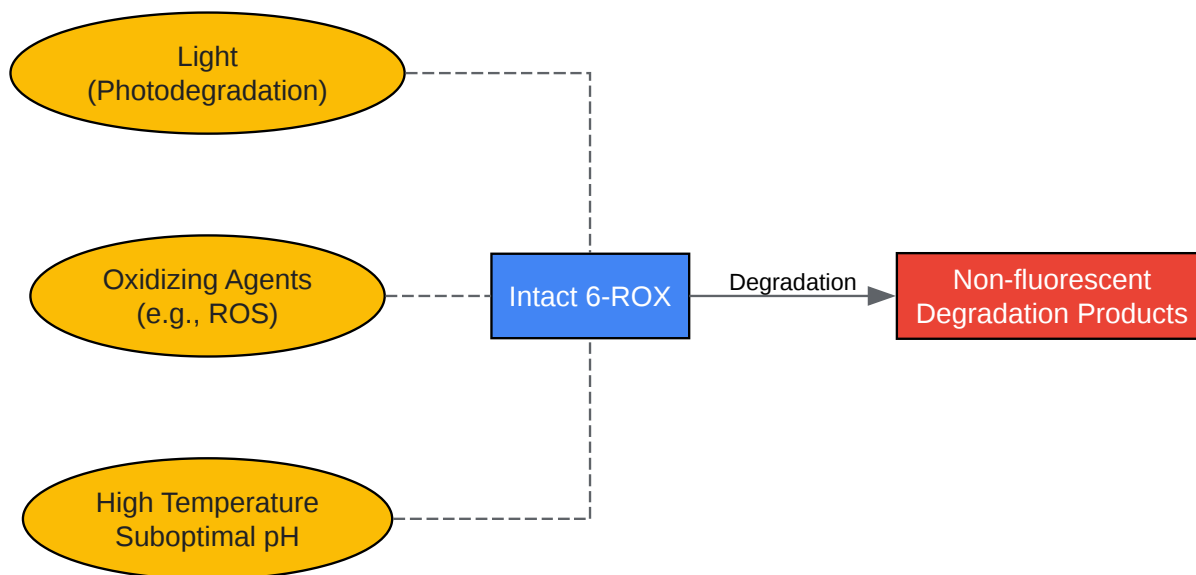 Light
(Photodegradation)
Oxidizing Agents
(e.g., ROS)
High Temperature
Suboptimal pH
Intact 6-ROX
Degradation
Non-fluorescent
Degradation Products